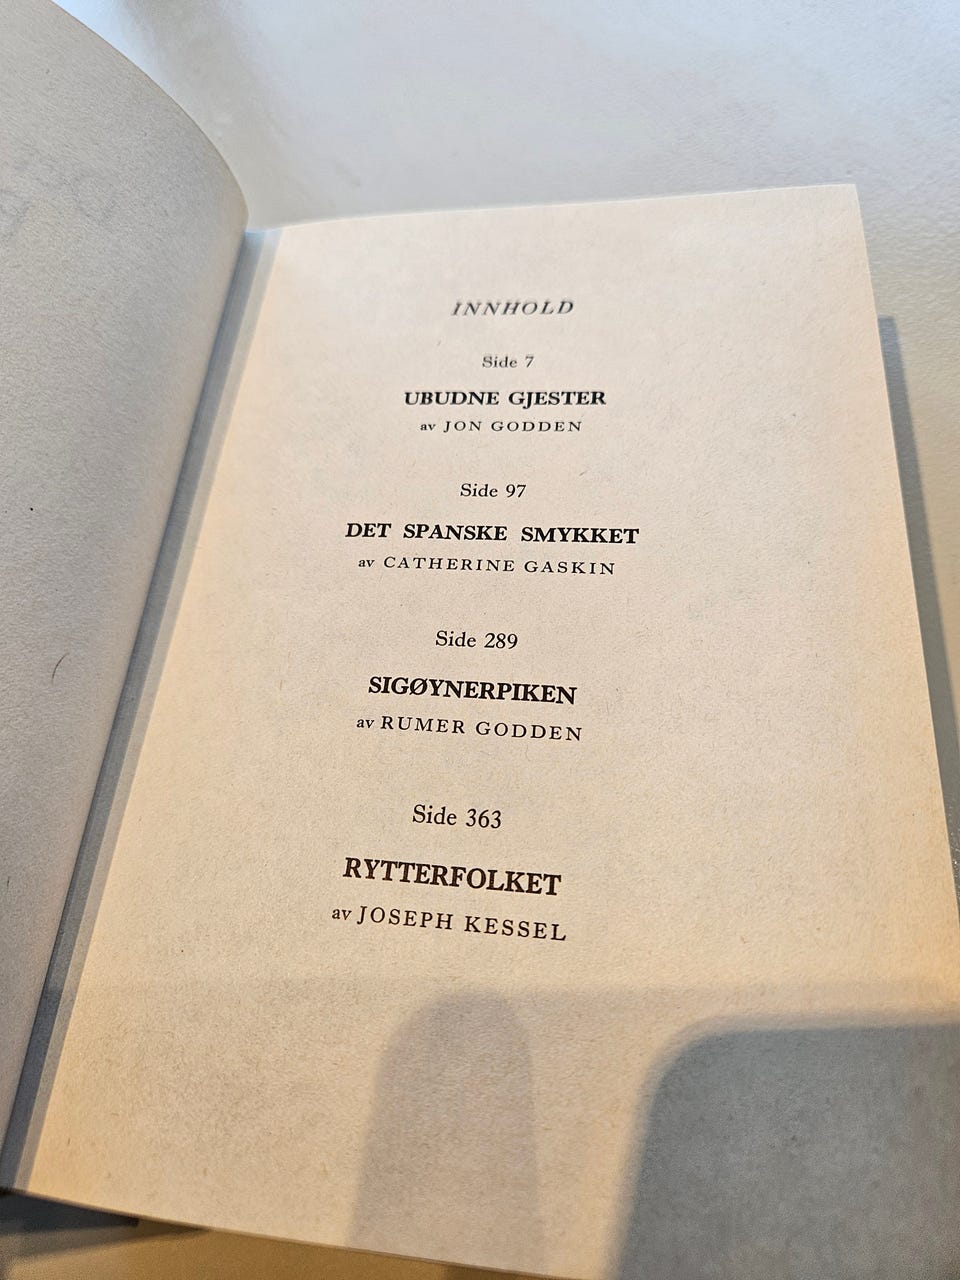 INNHOLD
Side 7
UBUDNE GJESTER
av JON GODDEN
Side 97
DET SPANSKE SMYKKET
av CATHERINE GASKIN
Side 289
SIGØYNERPIKEN
av RUMER GODDEN
Side 363
RYTTERFOLKET
av JOSEPH KESSEL